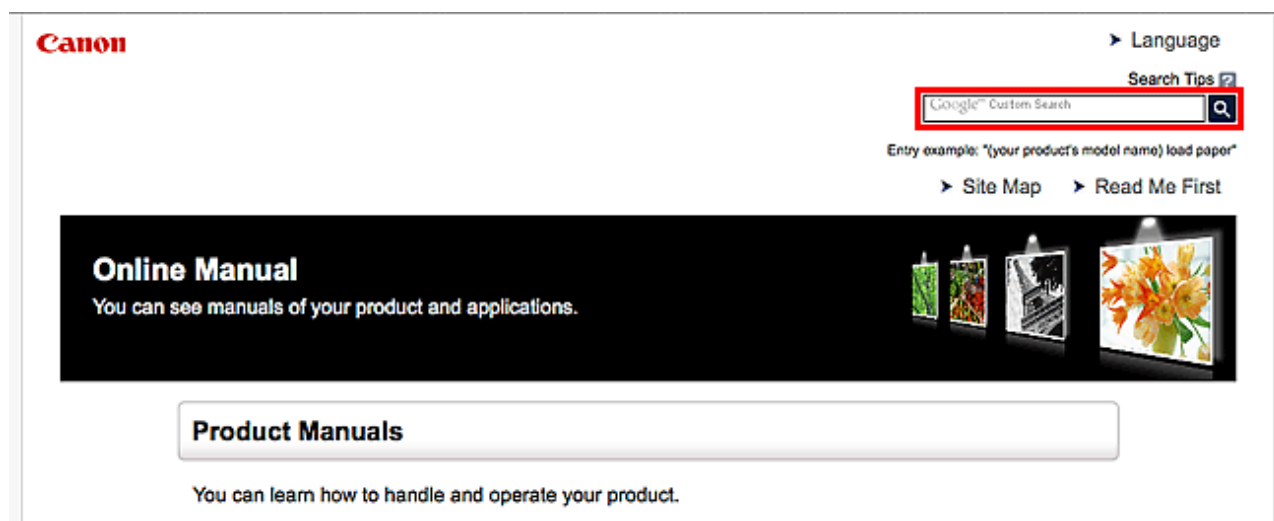 Canon
Language
Search Tips ?
Google™ Custom Search
Entry example: "(your product's model name) load paper"
Site Map Read Me First
Online Manual
You can see manuals of your product and applications.
Product Manuals
You can learn how to handle and operate your product.